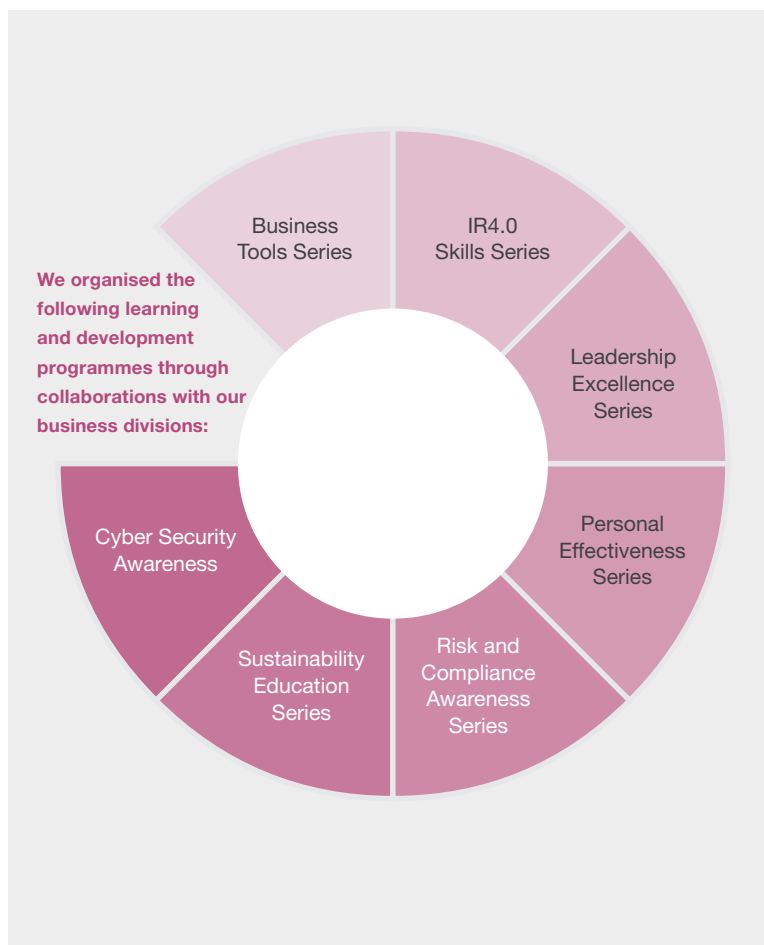 We organised the
following learning
and development
programmes through
collaborations with our
business divisions:
Business
Tools Series
IR4.0
Skills Series
Leadership
Excellence
Series
Personal
Effectiveness
Series
Risk and
Compliance
Awareness
Series
Sustainability
Education
Series
Cyber Security
Awareness